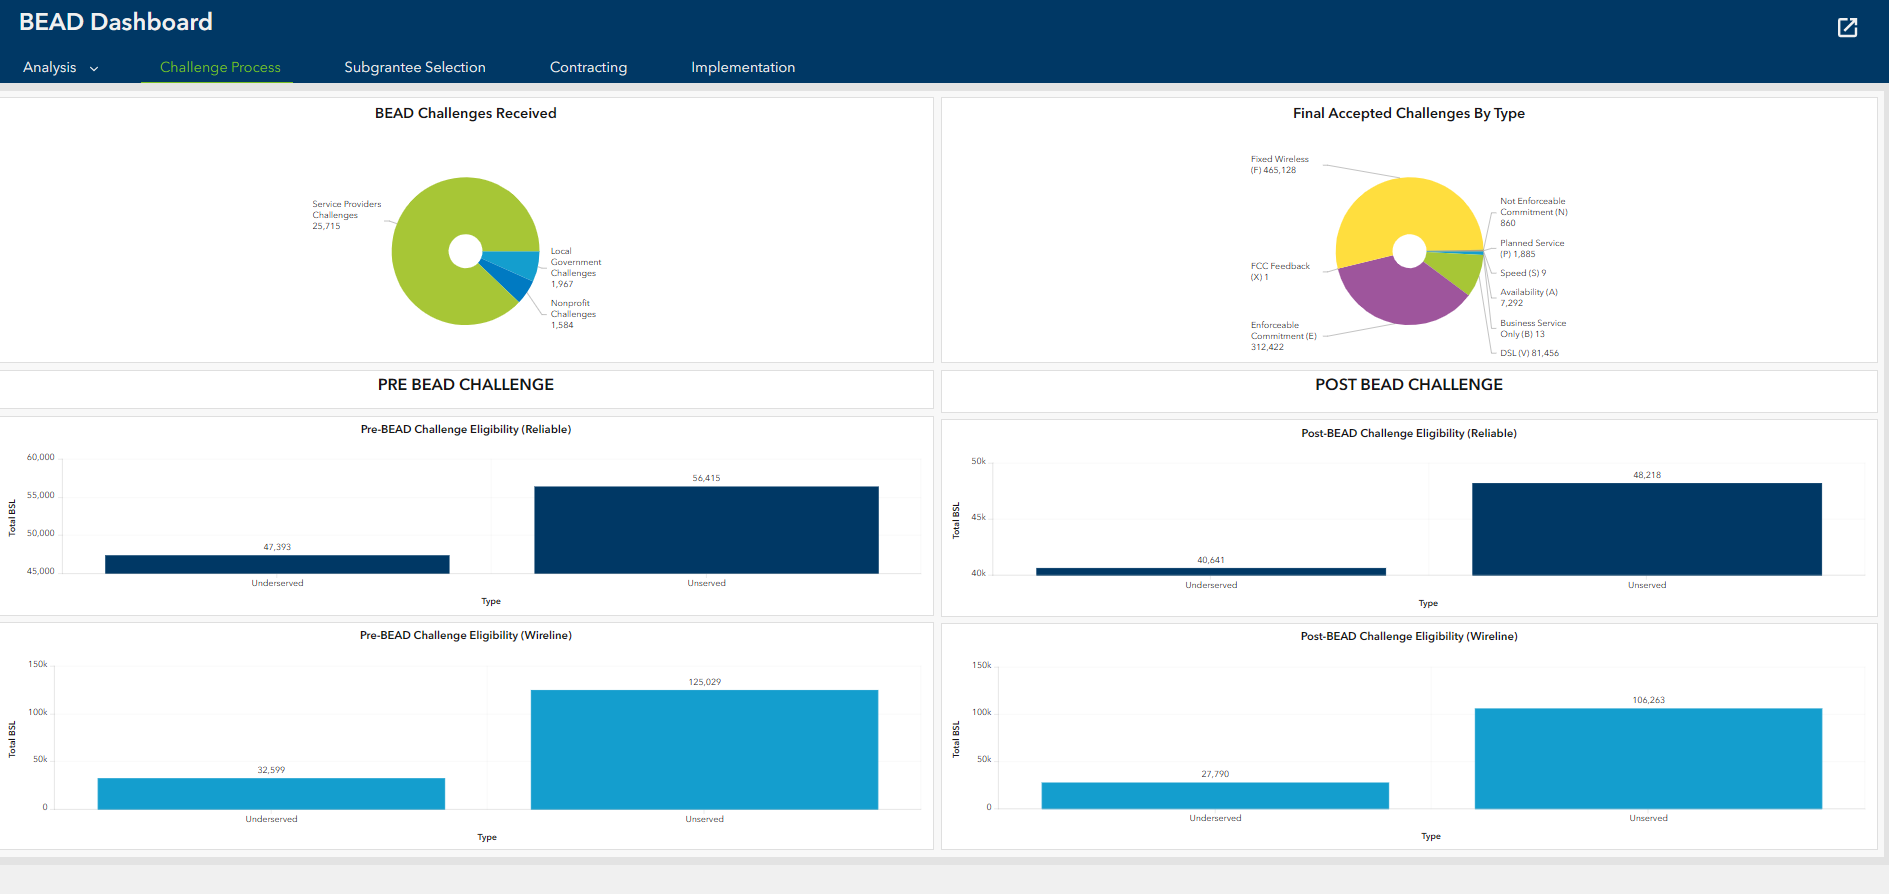 BEAD Dashboard
Analysis
Challenge Process
Subgrantee Selection
Contracting
Implementation
BEAD Challenges Received
Service Providers
Challenges
25,715
Local
Government
Challenges
1,967
Nonprofit
Challenges
1,584
Final Accepted Challenges By Type
Fixed Wireless
(F) 465,128
FCC Feedback
(X) 1
Enforceable
Commitment (E)
312,422
Not Enforceable
Commitment (N)
860
Planned Service
(P) 1,885
Speed (S) 9
Availability (A)
7,292
Business Service
Only (B) 13
DSL (V) 81,456
PRE BEAD CHALLENGE
POST BEAD CHALLENGE
Pre-BEAD Challenge Eligibility (Reliable)
Total BSL
60,000
55,000
50,000
45,000
47,393
56,415
Underserved
Unserved
Type
Post-BEAD Challenge Eligibility (Reliable)
Total BSL
50k
45k
40k
40,641
48,218
Underserved
Unserved
Type
Pre-BEAD Challenge Eligibility (Wireline)
Total BSL
150k
100k
50k
0
32,599
125,029
Underserved
Unserved
Type
Post-BEAD Challenge Eligibility (Wireline)
Total BSL
150k
100k
50k
0
27,790
106,263
Underserved
Unserved
Type